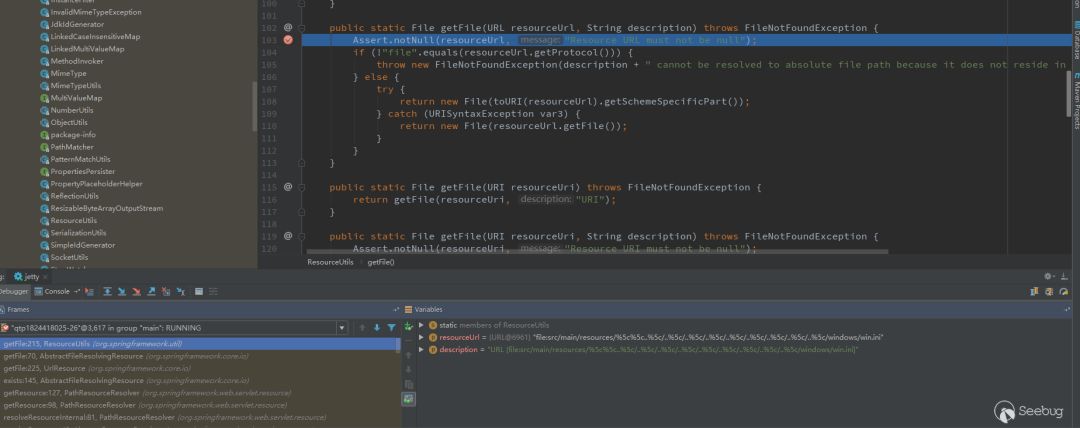 InstanceFilter
InvalidMimeTypeException
JdkIdGenerator
LinkedCaseInsensitiveMap
LinkedMultiValueMap
MethodInvoker
MimeType
MimeTypeUtils
MultiValueMap
NumberUtils
ObjectUtils
package-info
PathMatcher
PatternMatchUtils
PropertiesPersister
PropertyPlaceholderHelper
ReflectionUtils
ResizableByteArrayOutputStream
ResourceUtils
SerializationUtils
SimpleIdGenerator
SocketUtils
100 }
101
102 @ public static File getFile(URL resourceUrl, String description) throws FileNotFoundException {
103 Assert.notNull(resourceUrl, message: "Resource URL must not be null");
104 if (!"file".equals(resourceUrl.getProtocol())) {
105 throw new FileNotFoundException(description + " cannot be resolved to absolute file path because it does not reside in
106 } else {
107 try {
108 return new File(toURI(resourceUrl).getSchemeSpecificPart());
109 } catch (URISyntaxException var3) {
110 return new File(resourceUrl.getFile());
111 }
112 }
113 }
114
115 @ public static File getFile(URI resourceUri) throws FileNotFoundException {
116 return getFile(resourceUri, description: "URI");
117 }
118
119 @ public static File getFile(URI resourceUri, String description) throws FileNotFoundException {
120 Assert.notNull(resourceUri, message: "Resource URI must not be null");
ResourceUtils › getFile()
Database
Maven Projects
g: jetty ×
Debugger Console
Frames
Variables
"qtp1824418025-26"@3,617 in group "main": RUNNING
getFile:215, ResourceUtils (org.springframework.util)
getFile:70, AbstractFileResolvingResource (org.springframework.core.io)
getFile:225, UrlResource (org.springframework.core.io)
exists:145, AbstractFileResolvingResource (org.springframework.core.io)
getResource:127, PathResourceResolver (org.springframework.web.servlet.resource)
getResource:98, PathResourceResolver (org.springframework.web.servlet.resource)
resolveResourceInternal:81, PathResourceResolver (org.springframework.web.servlet.resource)
static members of ResourceUtils
resourceUrl = {URL@6961} "file:src/main/resources/%5c%5c..%5c/..%5c/..%5c/..%5c/..%5c/..%5c/..%5c/..%5c/..%5c/windows/win.ini"
description = "URL [file:src/main/resources/%5c%5c..%5c/..%5c/..%5c/..%5c/..%5c/..%5c/..%5c/..%5c/..%5c/windows/win.ini]"
Seebug